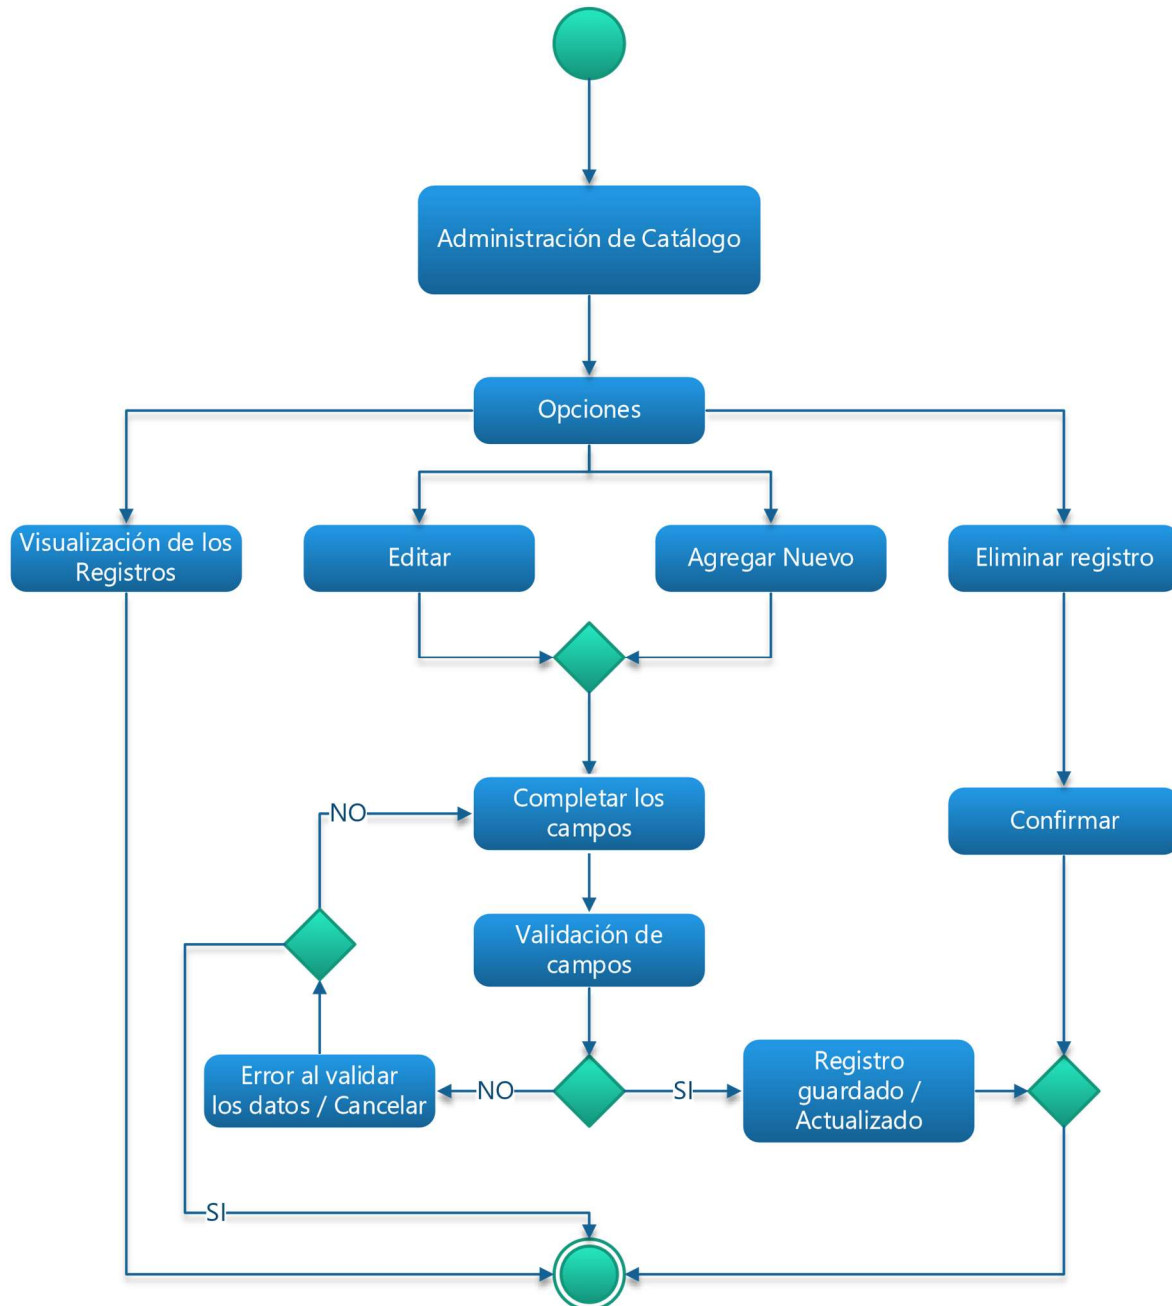 Administración de Catálogo
Opciones
Visualización de los
Registros
Editar
Agregar Nuevo
Eliminar registro
NO
Completar los
campos
Confirmar
Validación de
campos
Error al validar
los datos / Cancelar
NO
SI
Registro
guardado /
Actualizado
SI